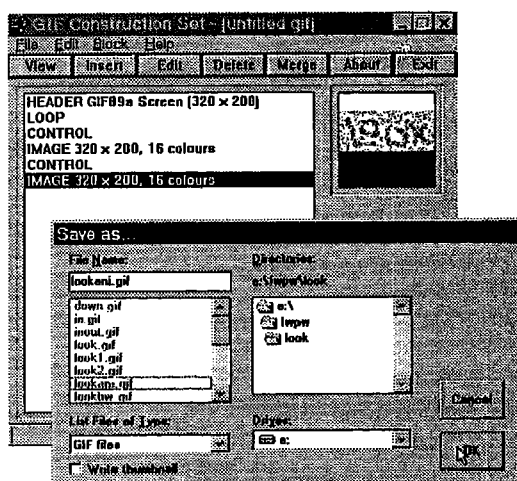 GIF Construction Set - [untitled.gif]
File Edit Block Help
View Insert Edit Delete Merge About Exit
HEADER GIF89a Screen (320 x 200)
LOOP
CONTROL
IMAGE 320 x 200, 16 colours
CONTROL
IMAGE 320 x 200, 16 colours
look
Save as...
File Name:
lookani.gif
down.gif
in.gif
inout.gif
look.gif
look1.gif
look2.gif
lookani.gif
lookbw.gif
Directories:
e:\lwpw\look
e:\
lwpw
look
Cancel
List Files of Type:
GIF files
Drives:
e:
OK
Write thumbnail